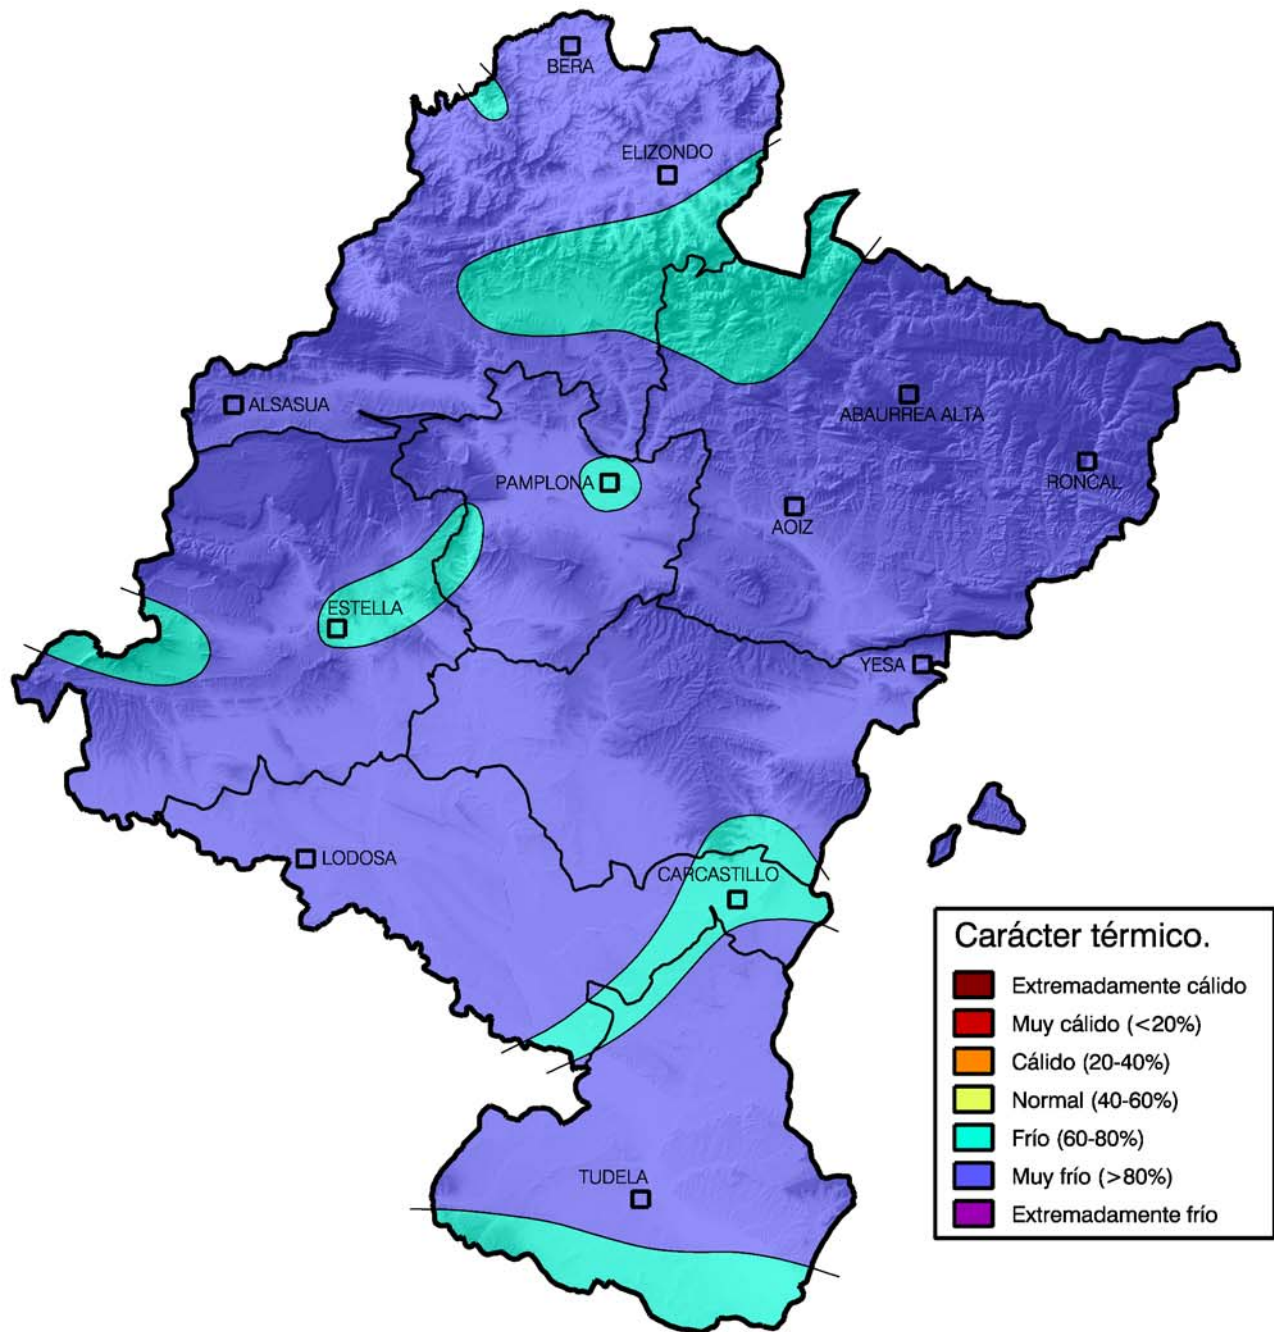 BERA
ELIZONDO
ALSASUA
ABAURREA ALTA
PAMPLONA
RONCAL
AOIZ
ESTELLA
YESA
LODOSA
CARCASTILLO
TUDELA
Carácter térmico.
Extremadamente cálido
Muy cálido (<20%)
Cálido (20-40%)
Normal (40-60%)
Frío (60-80%)
Muy frío (>80%)
Extremadamente frío